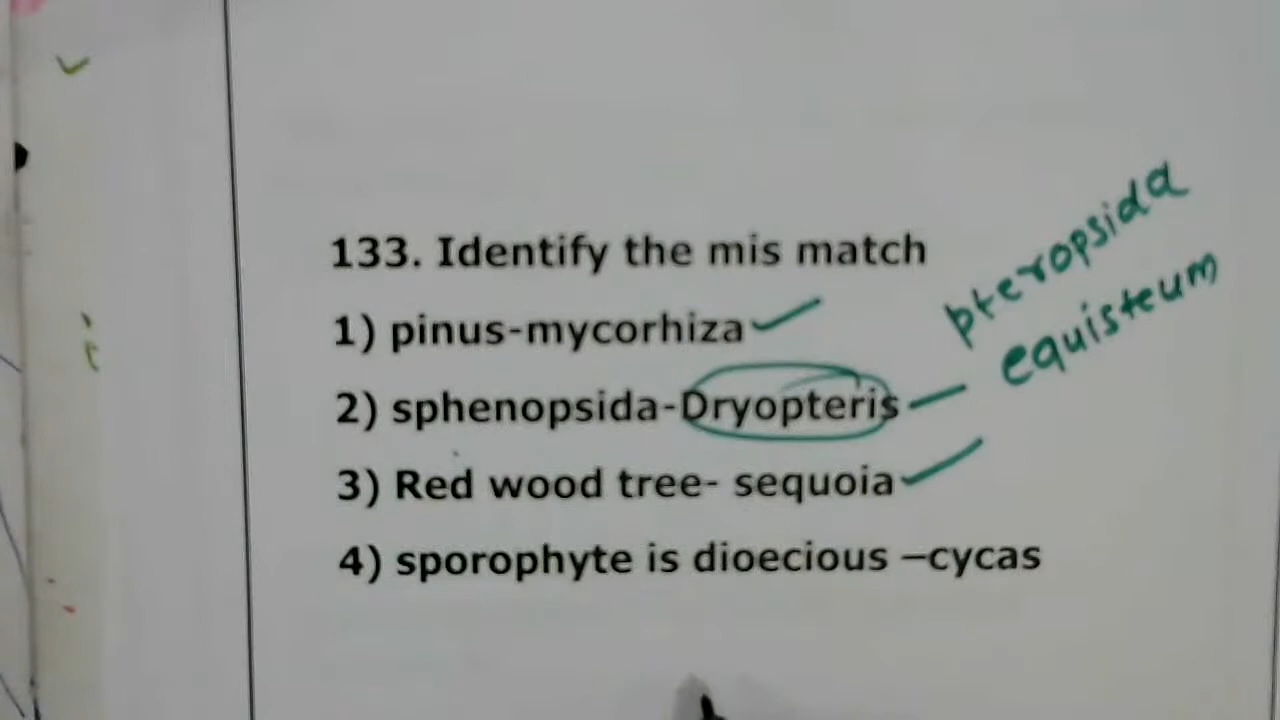 133. Identify the mis match
1) pinus-mycorhiza
2) sphenopsida-Dryopteris
pteropsida
equisteum
3) Red wood tree- sequoia
4) sporophyte is dioecious –cycas